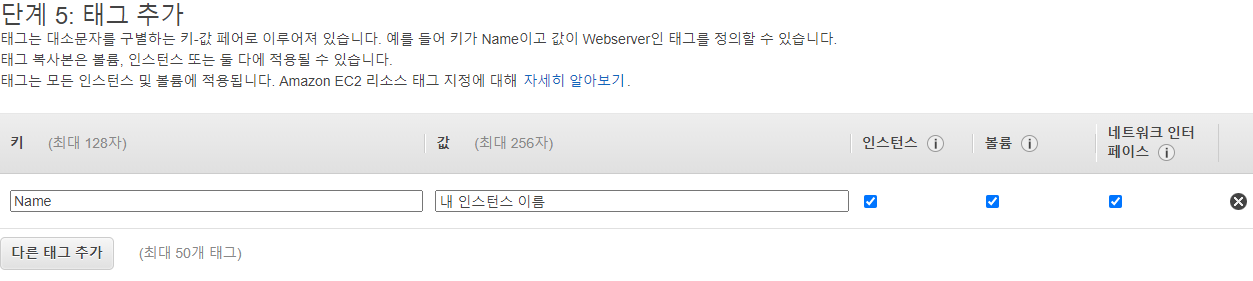 단계 5: 태그 추가
태그는 대소문자를 구별하는 키-값 페어로 이루어져 있습니다. 예를 들어 키가 Name이고 값이 Webserver인 태그를 정의할 수 있습니다.
태그 복사본은 볼륨, 인스턴스 또는 둘 다에 적용될 수 있습니다.
태그는 모든 인스턴스 및 볼륨에 적용됩니다. Amazon EC2 리소스 태그 지정에 대해 자세히 알아보기.
키 (최대 128자) 값 (최대 256자) 인스턴스 볼륨 네트워크 인터
페이스
Name 내 인스턴스 이름
다른 태그 추가 (최대 50개 태그)